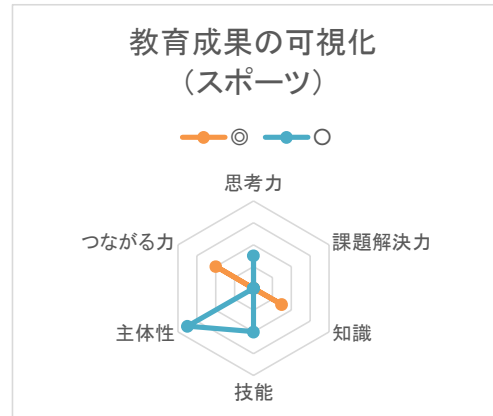 教育成果の可視化
（スポーツ）
◎ ○
思考力
つながる力 課題解決力
主体性 知識
技能